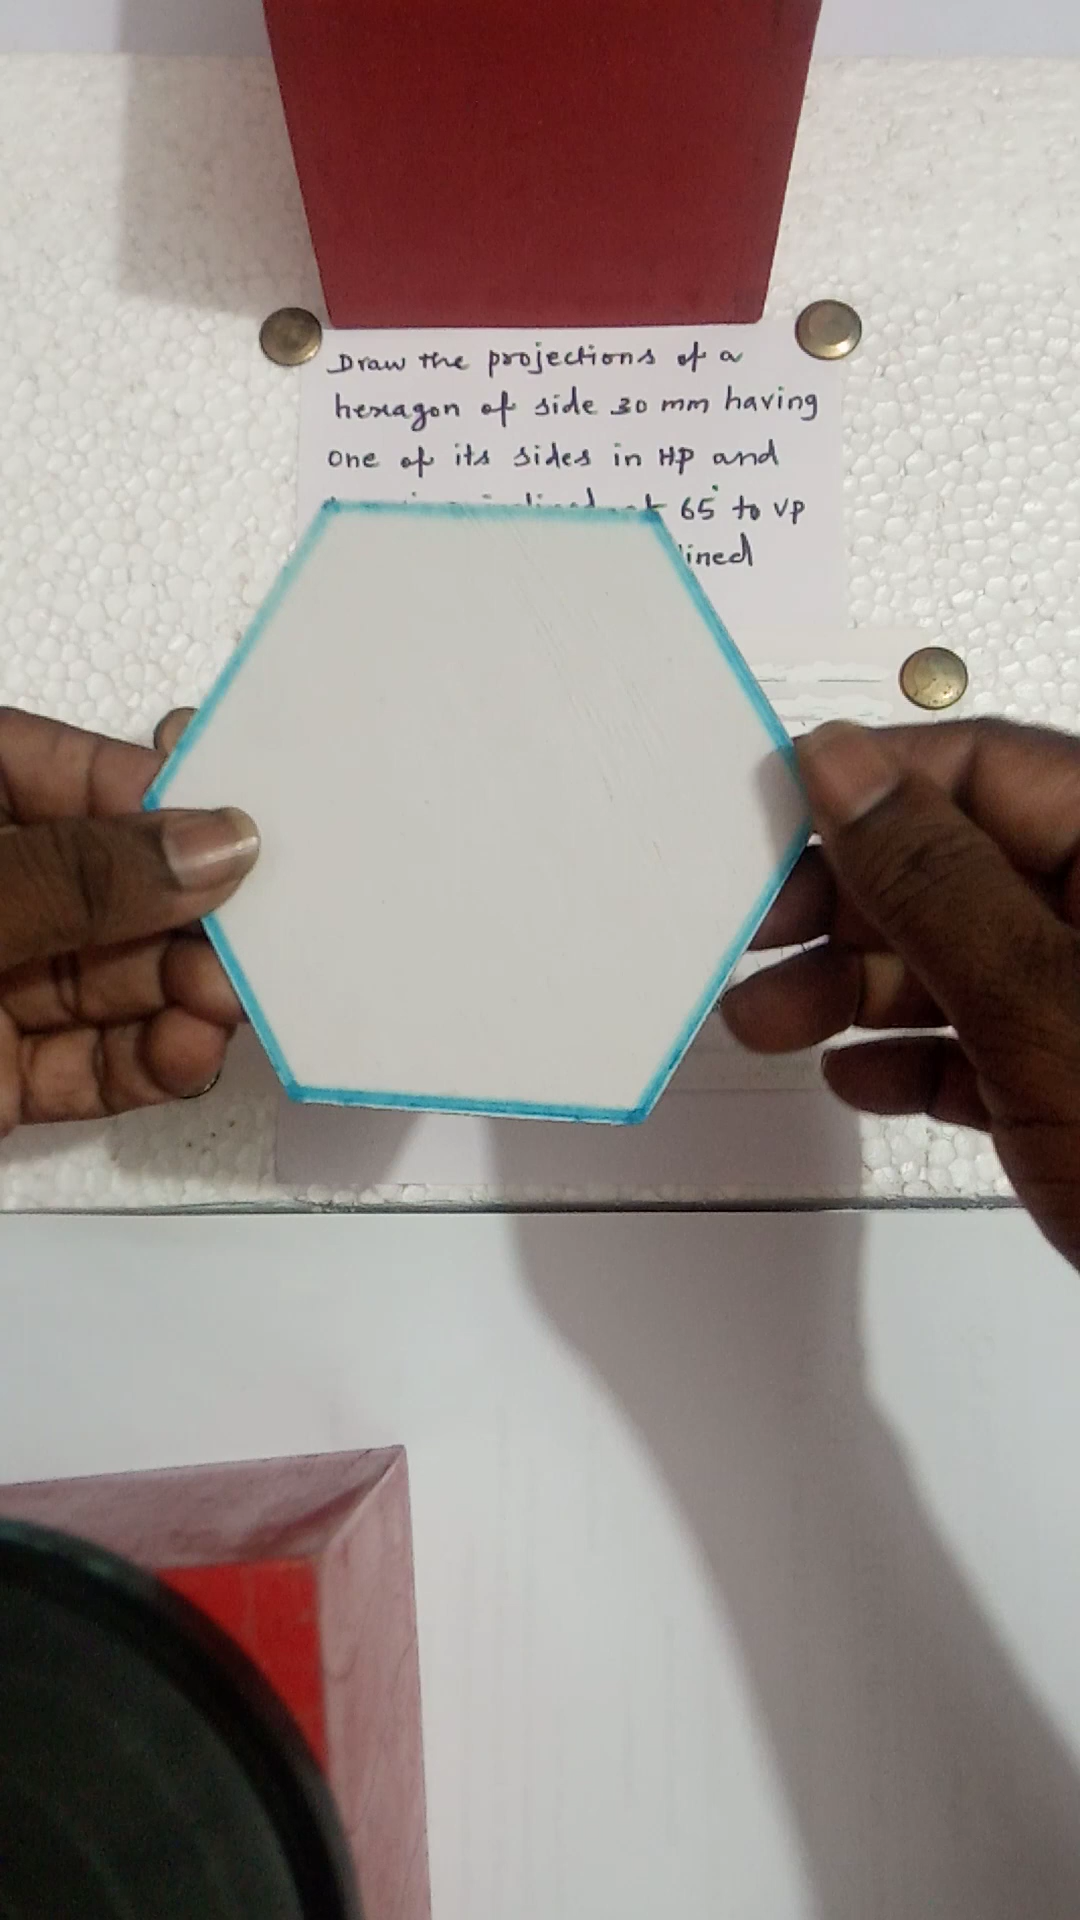 Draw the projections of a
hexagon of side 30 mm having
one of its sides in HP and
65° to VP